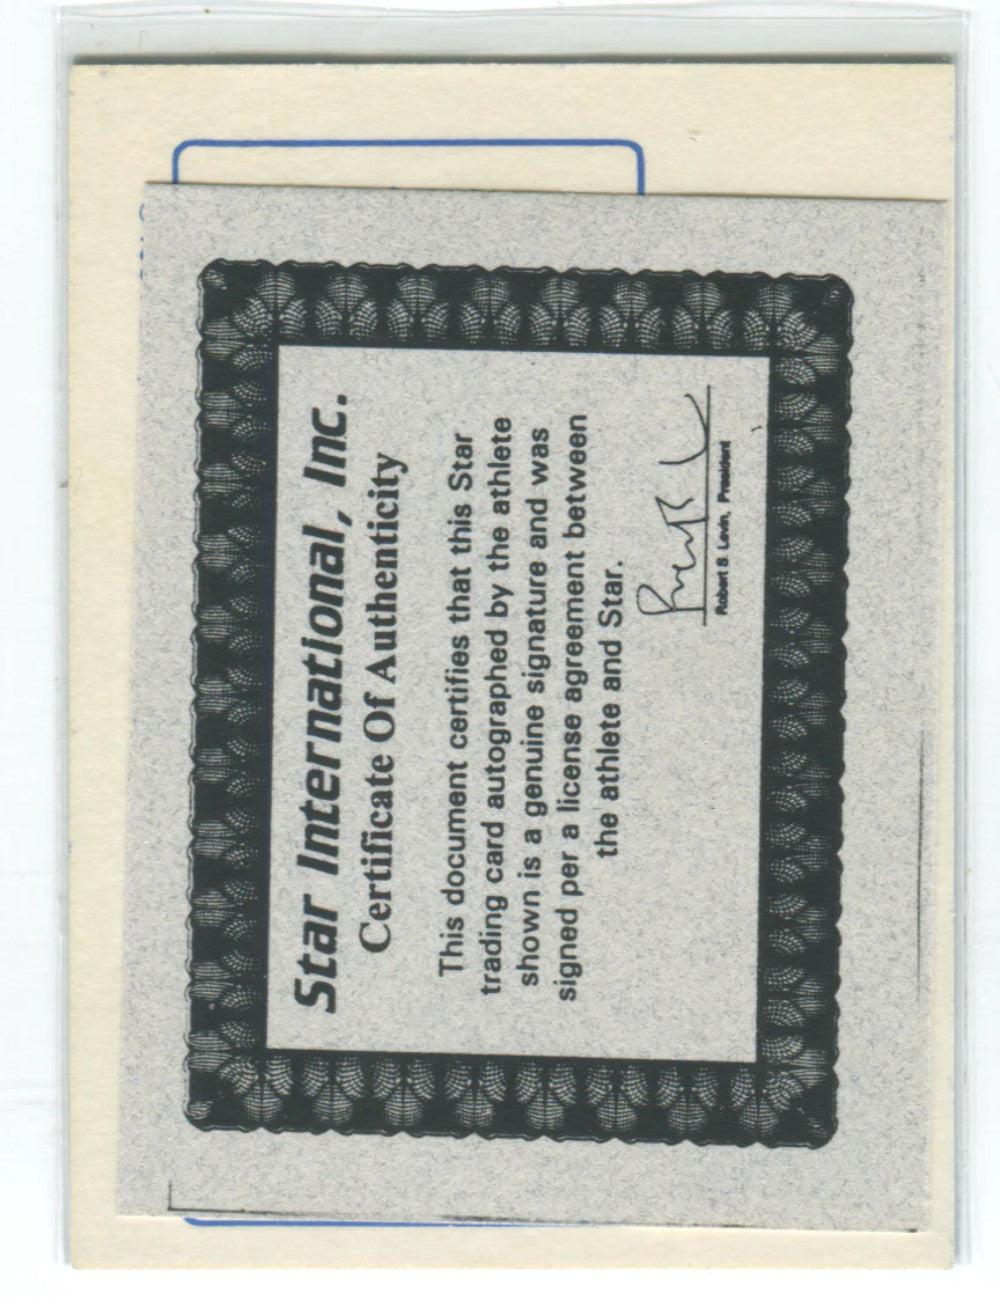 Star International, Inc.
Certificate Of Authenticity
This document certifies that this Star
trading card autographed by the athlete
shown is a genuine signature and was
signed per a license agreement between
the athlete and Star.
Robert S. Levin, President